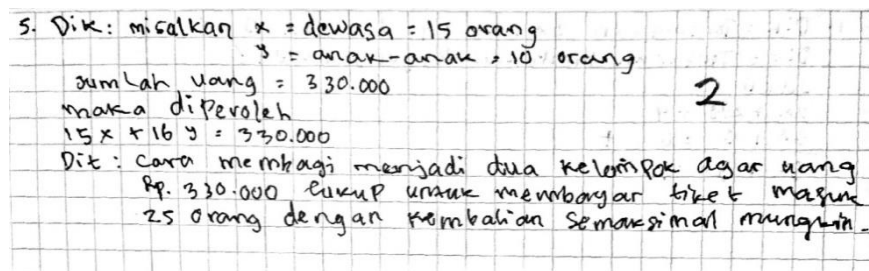 5. Dik: misalkan x = dewasa = 15 orang
y = anak-anak = 10 orang
Jumlah uang = 330.000
2
maka diperoleh
15x + 16y = 330.000
Dit: Cara membagi menjadi dua kelompok agar uang
Rp. 330.000 cukup untuk membayar tiket masuk
25 orang dengan kembalian semaksimal mungkin.